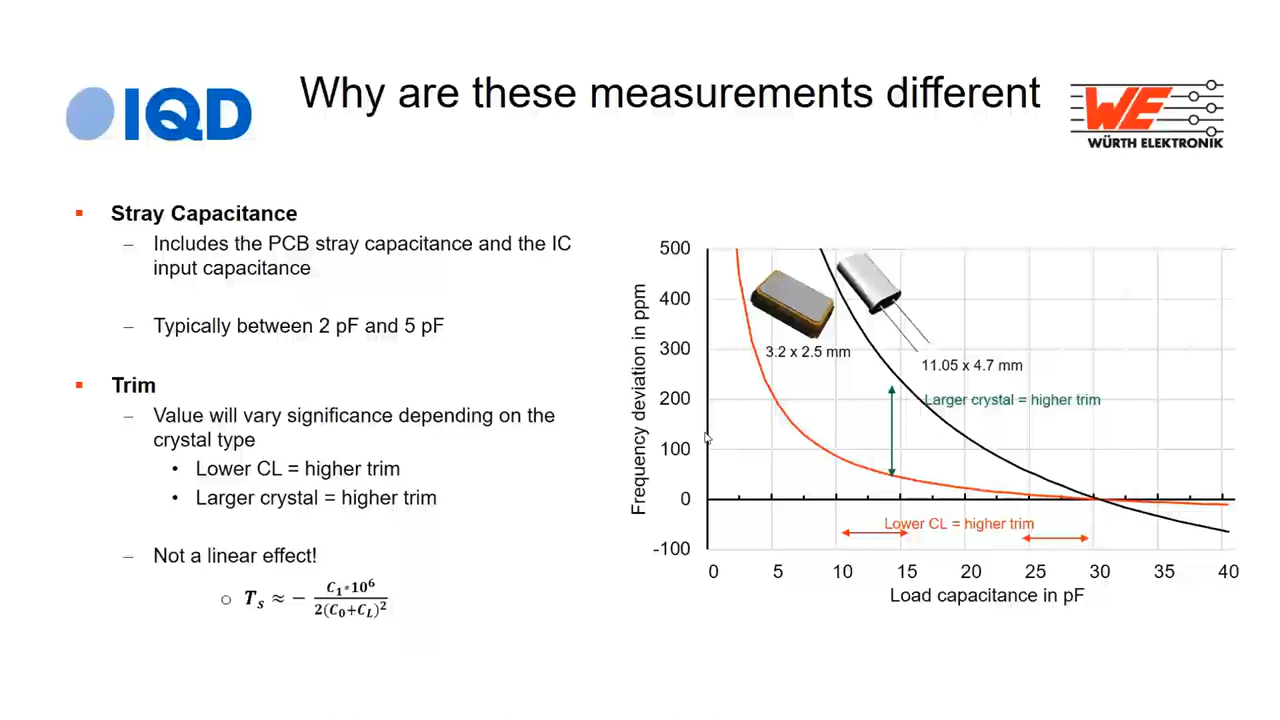 IQD
Why are these measurements different
WE
WÜRTH ELEKTRONIK
▪ Stray Capacitance
– Includes the PCB stray capacitance and the IC
input capacitance
– Typically between 2 pF and 5 pF
▪ Trim
– Value will vary significance depending on the
crystal type
• Lower CL = higher trim
• Larger crystal = higher trim
– Not a linear effect!
○ Tₛ ≈ − C₁*10⁶ / 2(C₀+C_L)²
Frequency deviation in ppm
500
400
300
200
100
0
-100
3.2 x 2.5 mm
11.05 x 4.7 mm
Larger crystal = higher trim
Lower CL = higher trim
0 5 10 15 20 25 30 35 40
Load capacitance in pF